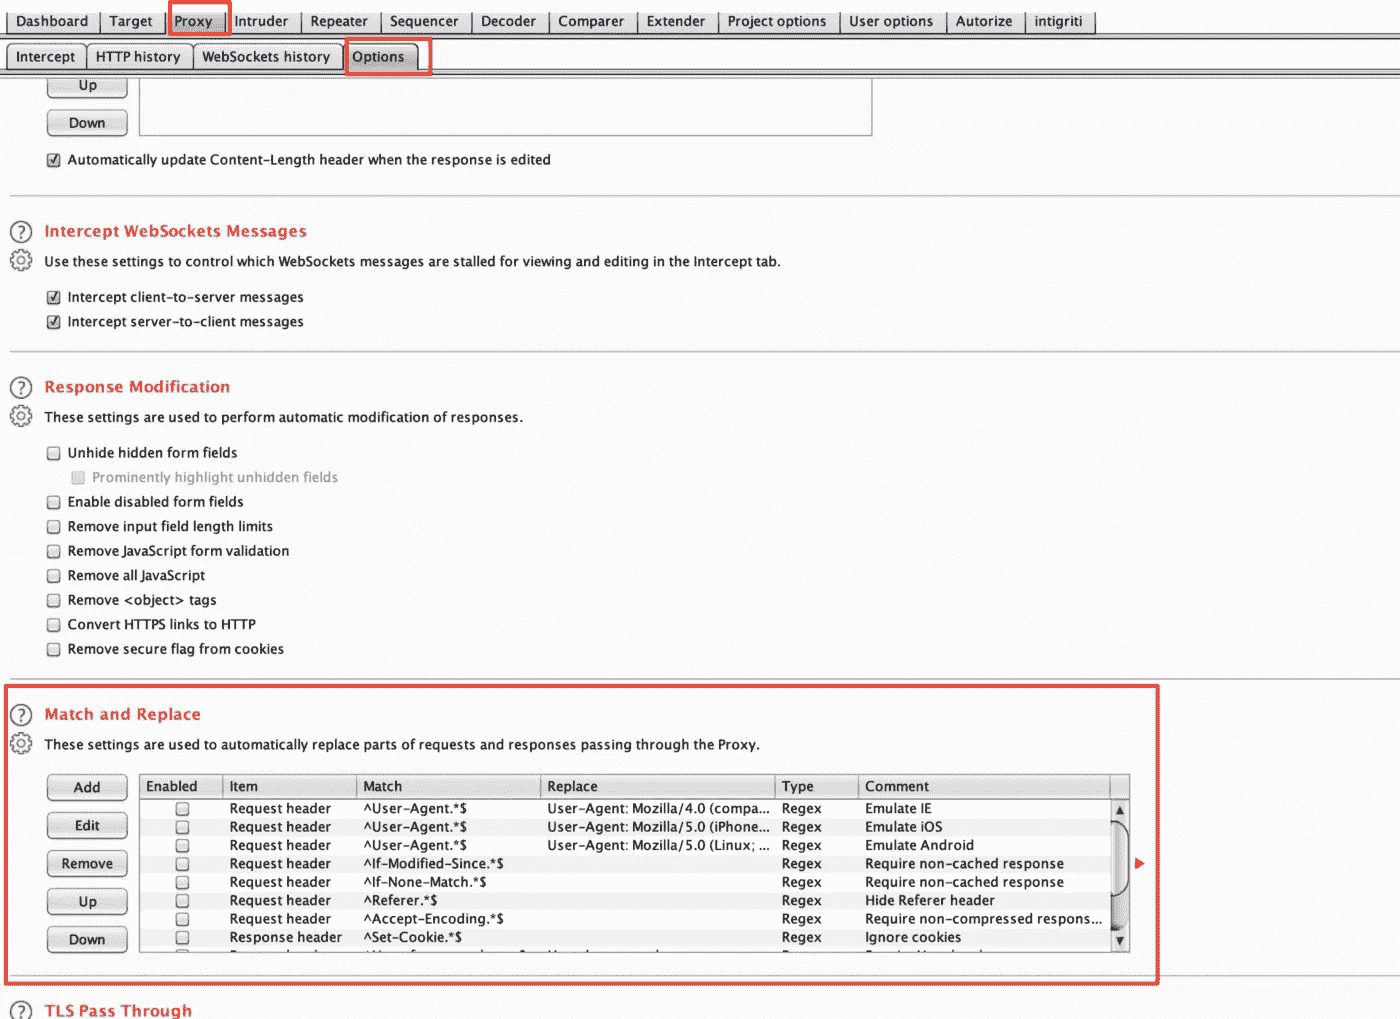 Dashboard Target Proxy Intruder Repeater Sequencer Decoder Comparer Extender Project options User options Autorize intigriti
Intercept HTTP history WebSockets history Options
Up
Down
Automatically update Content-Length header when the response is edited
Intercept WebSockets Messages
Use these settings to control which WebSockets messages are stalled for viewing and editing in the Intercept tab.
Intercept client-to-server messages
Intercept server-to-client messages
Response Modification
These settings are used to perform automatic modification of responses.
Unhide hidden form fields
Prominently highlight unhidden fields
Enable disabled form fields
Remove input field length limits
Remove JavaScript form validation
Remove all JavaScript
Remove <object> tags
Convert HTTPS links to HTTP
Remove secure flag from cookies
Match and Replace
These settings are used to automatically replace parts of requests and responses passing through the Proxy.
Add
Edit
Remove
Up
Down
Enabled Item Match Replace Type Comment
Request header ^User-Agent.*$ User-Agent: Mozilla/4.0 (compa... Regex Emulate IE
Request header ^User-Agent.*$ User-Agent: Mozilla/5.0 (iPhone... Regex Emulate iOS
Request header ^User-Agent.*$ User-Agent: Mozilla/5.0 (Linux; ... Regex Emulate Android
Request header ^If-Modified-Since.*$ Regex Require non-cached response
Request header ^If-None-Match.*$ Regex Require non-cached response
Request header ^Referer.*$ Regex Hide Referer header
Request header ^Accept-Encoding.*$ Regex Require non-compressed respons...
Response header ^Set-Cookie.*$ Regex Ignore cookies
TLS Pass Through